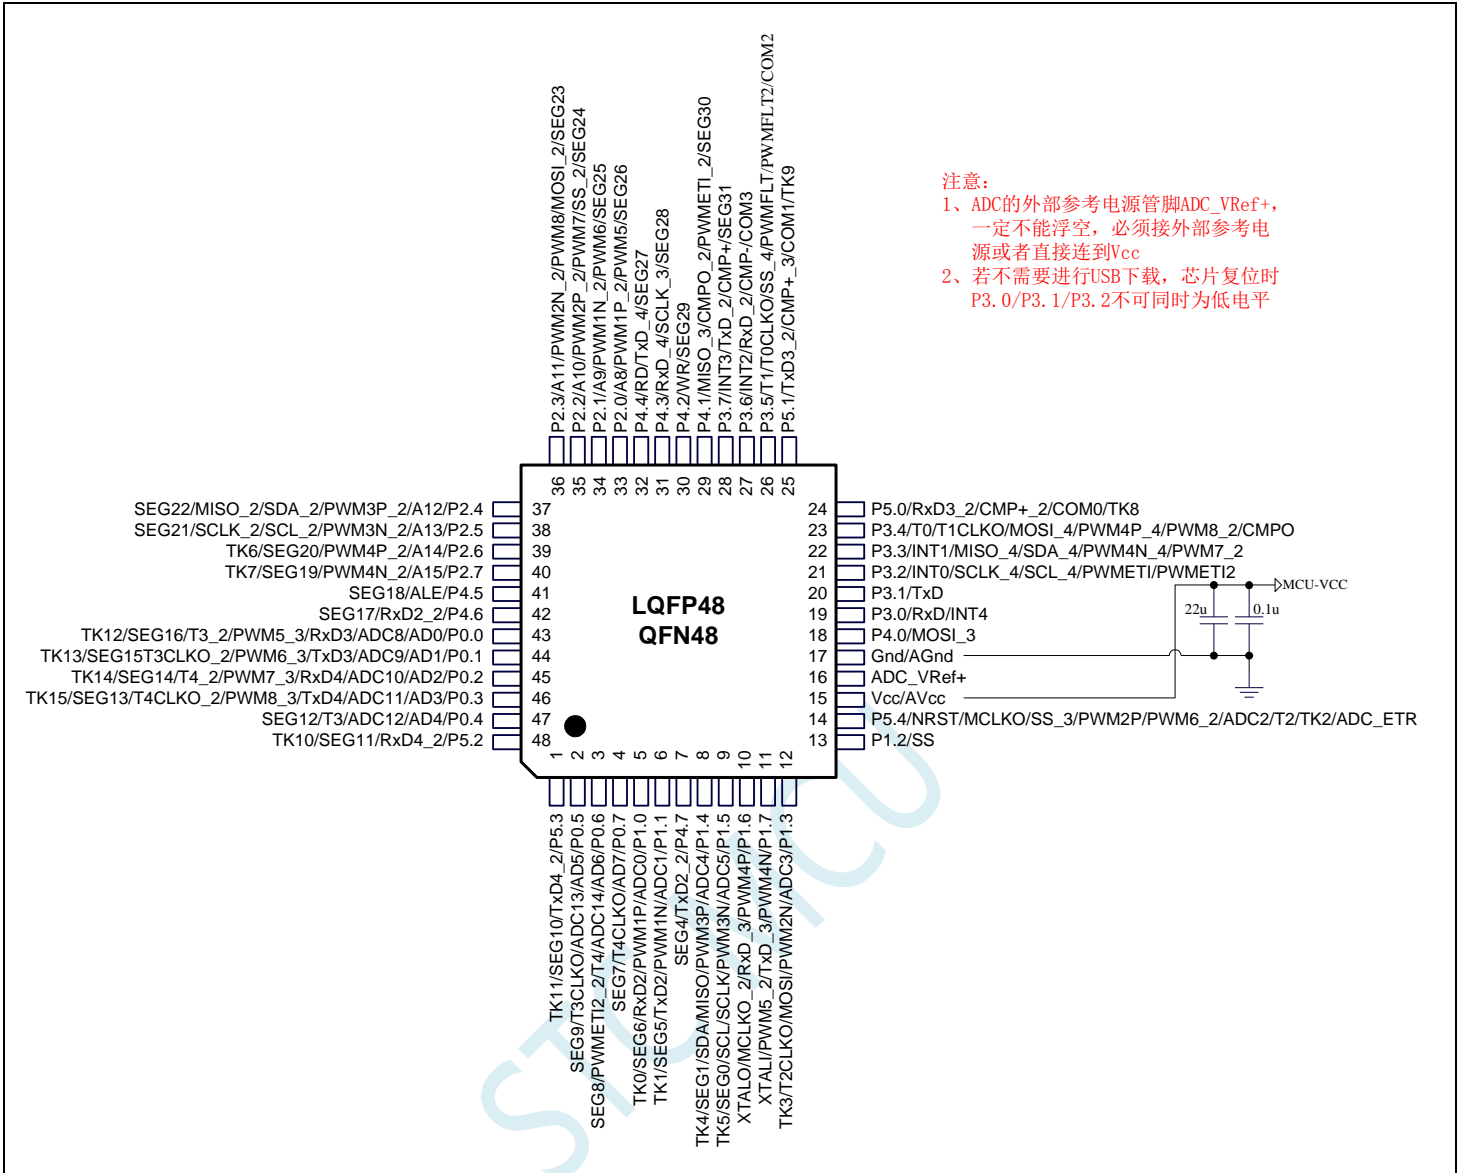 P2.3/A11/PWM2N_2/PWM8/MOSI_2/SEG23
P2.2/A10/PWM2P_2/PWM7/SS_2/SEG24
P2.1/A9/PWM1N_2/PWM6/SEG25
P2.0/A8/PWM1P_2/PWM5/SEG26
P4.4/RD/TxD_4/SEG27
P4.3/RxD_4/SCLK_3/SEG28
P4.2/WR/SEG29
P4.1/MISO_3/CMPO_2/PWMETI_2/SEG30
P3.7/INT3/TxD_2/CMP+/SEG31
P3.6/INT2/RxD_2/CMP-/COM3
P3.5/T1/T0CLKO/SS_4/PWMFLT/PWMFLT2/COM2
P5.1/TxD3_2/CMP+_3/COM1/TK9
注意：
1、ADC的外部参考电源管脚ADC_VRef+，
一定不能浮空，必须接外部参考电
源或者直接连到Vcc
2、若不需要进行USB下载，芯片复位时
P3.0/P3.1/P3.2不可同时为低电平
36 35 34 33 32 31 30 29 28 27 26 25
SEG22/MISO_2/SDA_2/PWM3P_2/A12/P2.4 37
SEG21/SCLK_2/SCL_2/PWM3N_2/A13/P2.5 38
TK6/SEG20/PWM4P_2/A14/P2.6 39
TK7/SEG19/PWM4N_2/A15/P2.7 40
SEG18/ALE/P4.5 41
SEG17/RxD2_2/P4.6 42
TK12/SEG16/T3_2/PWM5_3/RxD3/ADC8/AD0/P0.0 43
TK13/SEG15T3CLKO_2/PWM6_3/TxD3/ADC9/AD1/P0.1 44
TK14/SEG14/T4_2/PWM7_3/RxD4/ADC10/AD2/P0.2 45
TK15/SEG13/T4CLKO_2/PWM8_3/TxD4/ADC11/AD3/P0.3 46
SEG12/T3/ADC12/AD4/P0.4 47
TK10/SEG11/RxD4_2/P5.2 48
LQFP48
QFN48
24 P5.0/RxD3_2/CMP+_2/COM0/TK8
23 P3.4/T0/T1CLKO/MOSI_4/PWM4P_4/PWM8_2/CMPO
22 P3.3/INT1/MISO_4/SDA_4/PWM4N_4/PWM7_2
21 P3.2/INT0/SCLK_4/SCL_4/PWMETI/PWMETI2
20 P3.1/TxD
19 P3.0/RxD/INT4
18 P4.0/MOSI_3
17 Gnd/AGnd
16 ADC_VRef+
15 Vcc/AVcc
14 P5.4/NRST/MCLKO/SS_3/PWM2P/PWM6_2/ADC2/T2/TK2/ADC_ETR
13 P1.2/SS
MCU-VCC
22u 0.1u
1 2 3 4 5 6 7 8 9 10 11 12
TK11/SEG10/TxD4_2/P5.3
SEG9/T3CLKO/ADC13/AD5/P0.5
SEG8/PWMETI2_2/T4/ADC14/AD6/P0.6
SEG7/T4CLKO/AD7/P0.7
TK0/SEG6/RxD2/PWM1P/ADC0/P1.0
TK1/SEG5/TxD2/PWM1N/ADC1/P1.1
SEG4/TxD2_2/P4.7
TK4/SEG1/SDA/MISO/PWM3P/ADC4/P1.4
TK5/SEG0/SCL/SCLK/PWM3N/ADC5/P1.5
XTALO/MCLKO_2/RxD_3/PWM4P/P1.6
XTALI/PWM5_2/TxD_3/PWM4N/P1.7
TK3/T2CLKO/MOSI/PWM2N/ADC3/P1.3
STCMCU